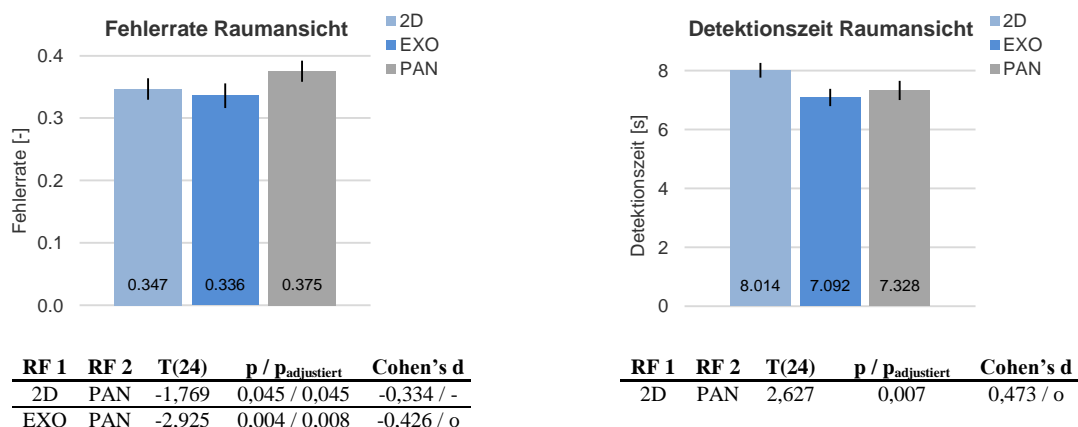 Fehlerrate Raumansicht
2D
EXO
PAN
0.4
0.3
0.2
0.1
0.0
Fehlerrate [-]
0.347 0.336 0.375
RF 1 RF 2 T(24) p / padjustiert Cohen's d
2D PAN -1,769 0,045 / 0,045 -0,334 / -
EXO PAN -2,925 0,004 / 0,008 -0,426 / o
Detektionszeit Raumansicht
2D
EXO
PAN
8
6
4
2
0
Detektionszeit [s]
8.014 7.092 7.328
RF 1 RF 2 T(24) p / padjustiert Cohen's d
2D PAN 2,627 0,007 0,473 / o